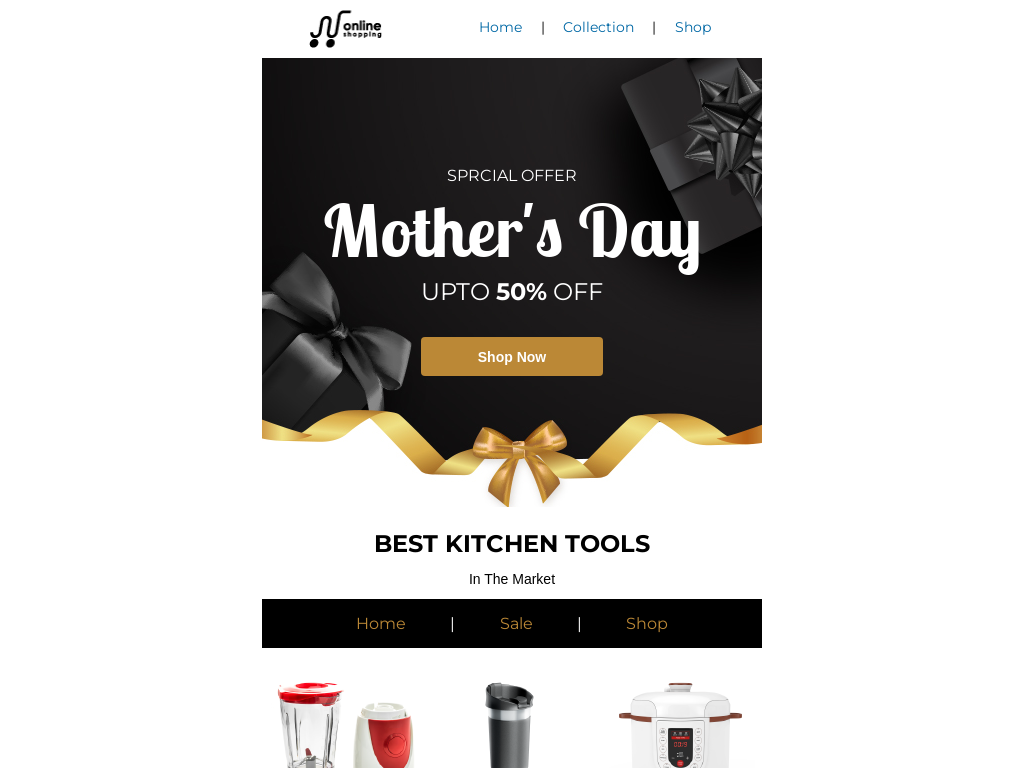 online
shopping
Home | Collection | Shop
SPRCIAL OFFER
Mother's Day
UPTO 50% OFF
Shop Now
BEST KITCHEN TOOLS
In The Market
Home | Sale | Shop